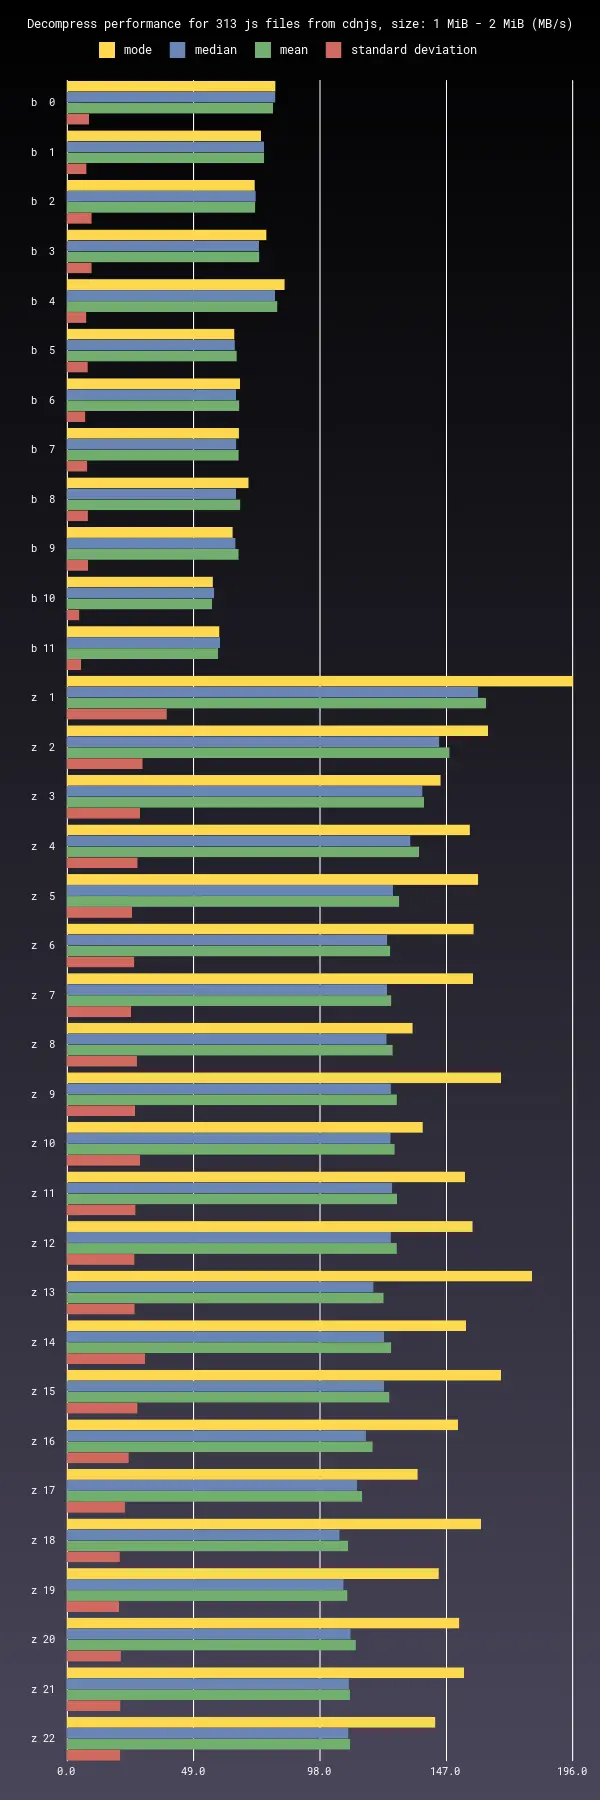 Decompress performance for 313 js files from cdnjs, size: 1 MiB - 2 MiB (MB/s)
mode median mean standard deviation
b 0
b 1
b 2
b 3
b 4
b 5
b 6
b 7
b 8
b 9
b 10
b 11
z 1
z 2
z 3
z 4
z 5
z 6
z 7
z 8
z 9
z 10
z 11
z 12
z 13
z 14
z 15
z 16
z 17
z 18
z 19
z 20
z 21
z 22
0.0 49.0 98.0 147.0 196.0